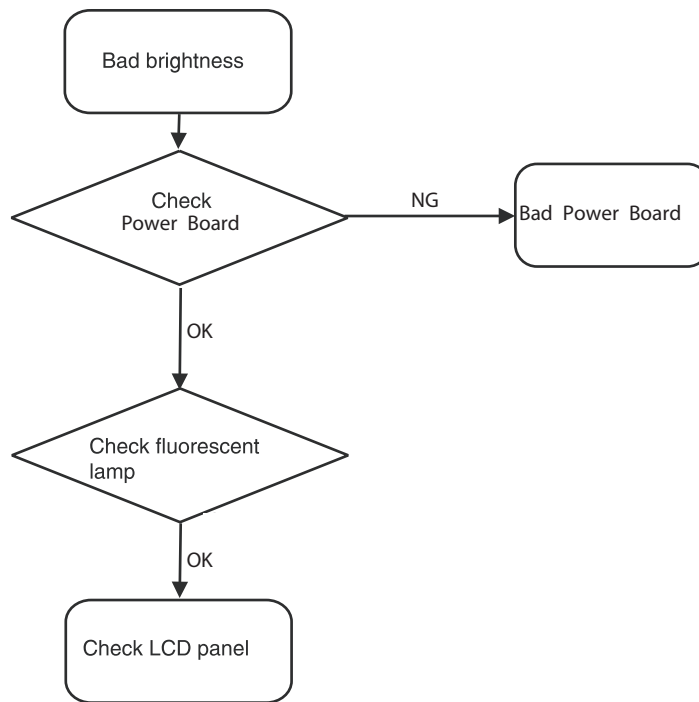 Bad brightness
Check
Power Board
NG
Bad Power Board
OK
Check fluorescent
lamp
OK
Check LCD panel